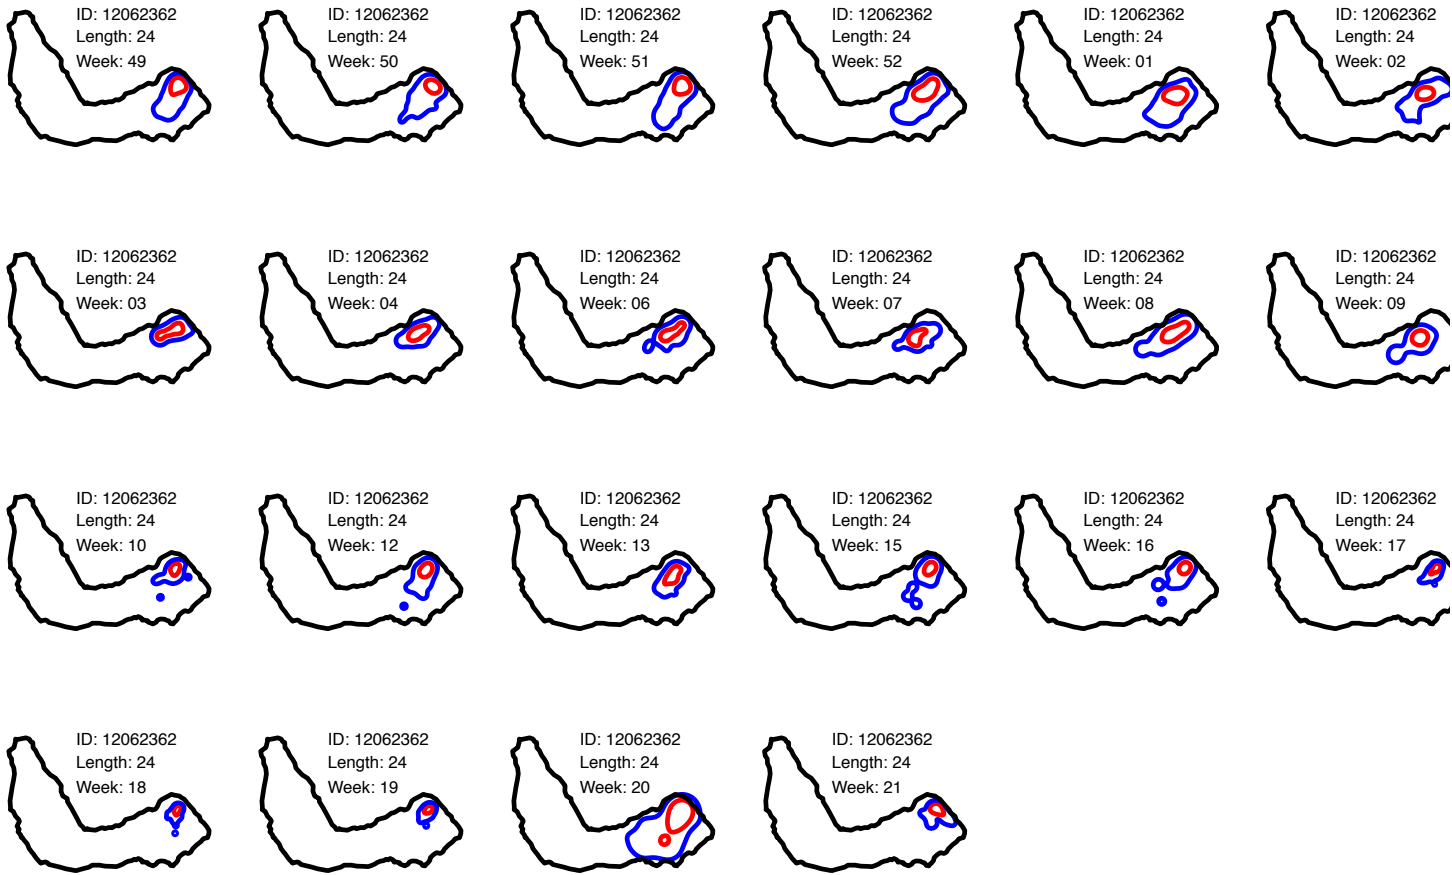 ID: 12062362
Length: 24
Week: 49
ID: 12062362
Length: 24
Week: 50
ID: 12062362
Length: 24
Week: 51
ID: 12062362
Length: 24
Week: 52
ID: 12062362
Length: 24
Week: 01
ID: 12062362
Length: 24
Week: 02
ID: 12062362
Length: 24
Week: 03
ID: 12062362
Length: 24
Week: 04
ID: 12062362
Length: 24
Week: 06
ID: 12062362
Length: 24
Week: 07
ID: 12062362
Length: 24
Week: 08
ID: 12062362
Length: 24
Week: 09
ID: 12062362
Length: 24
Week: 10
ID: 12062362
Length: 24
Week: 12
ID: 12062362
Length: 24
Week: 13
ID: 12062362
Length: 24
Week: 15
ID: 12062362
Length: 24
Week: 16
ID: 12062362
Length: 24
Week: 17
ID: 12062362
Length: 24
Week: 18
ID: 12062362
Length: 24
Week: 19
ID: 12062362
Length: 24
Week: 20
ID: 12062362
Length: 24
Week: 21